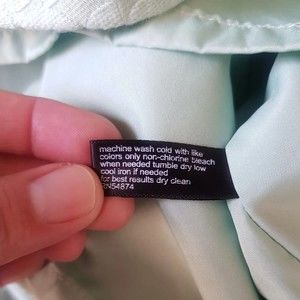 machine wash cold with like
colors only non-chlorine bleach
when needed tumble dry low
cool iron if needed
for best results dry clean
RN54874